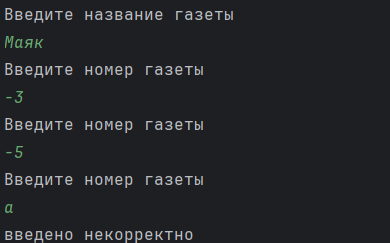 Введите название газеты
Маяк
Введите номер газеты
-3
Введите номер газеты
-5
Введите номер газеты
а
введено некорректно